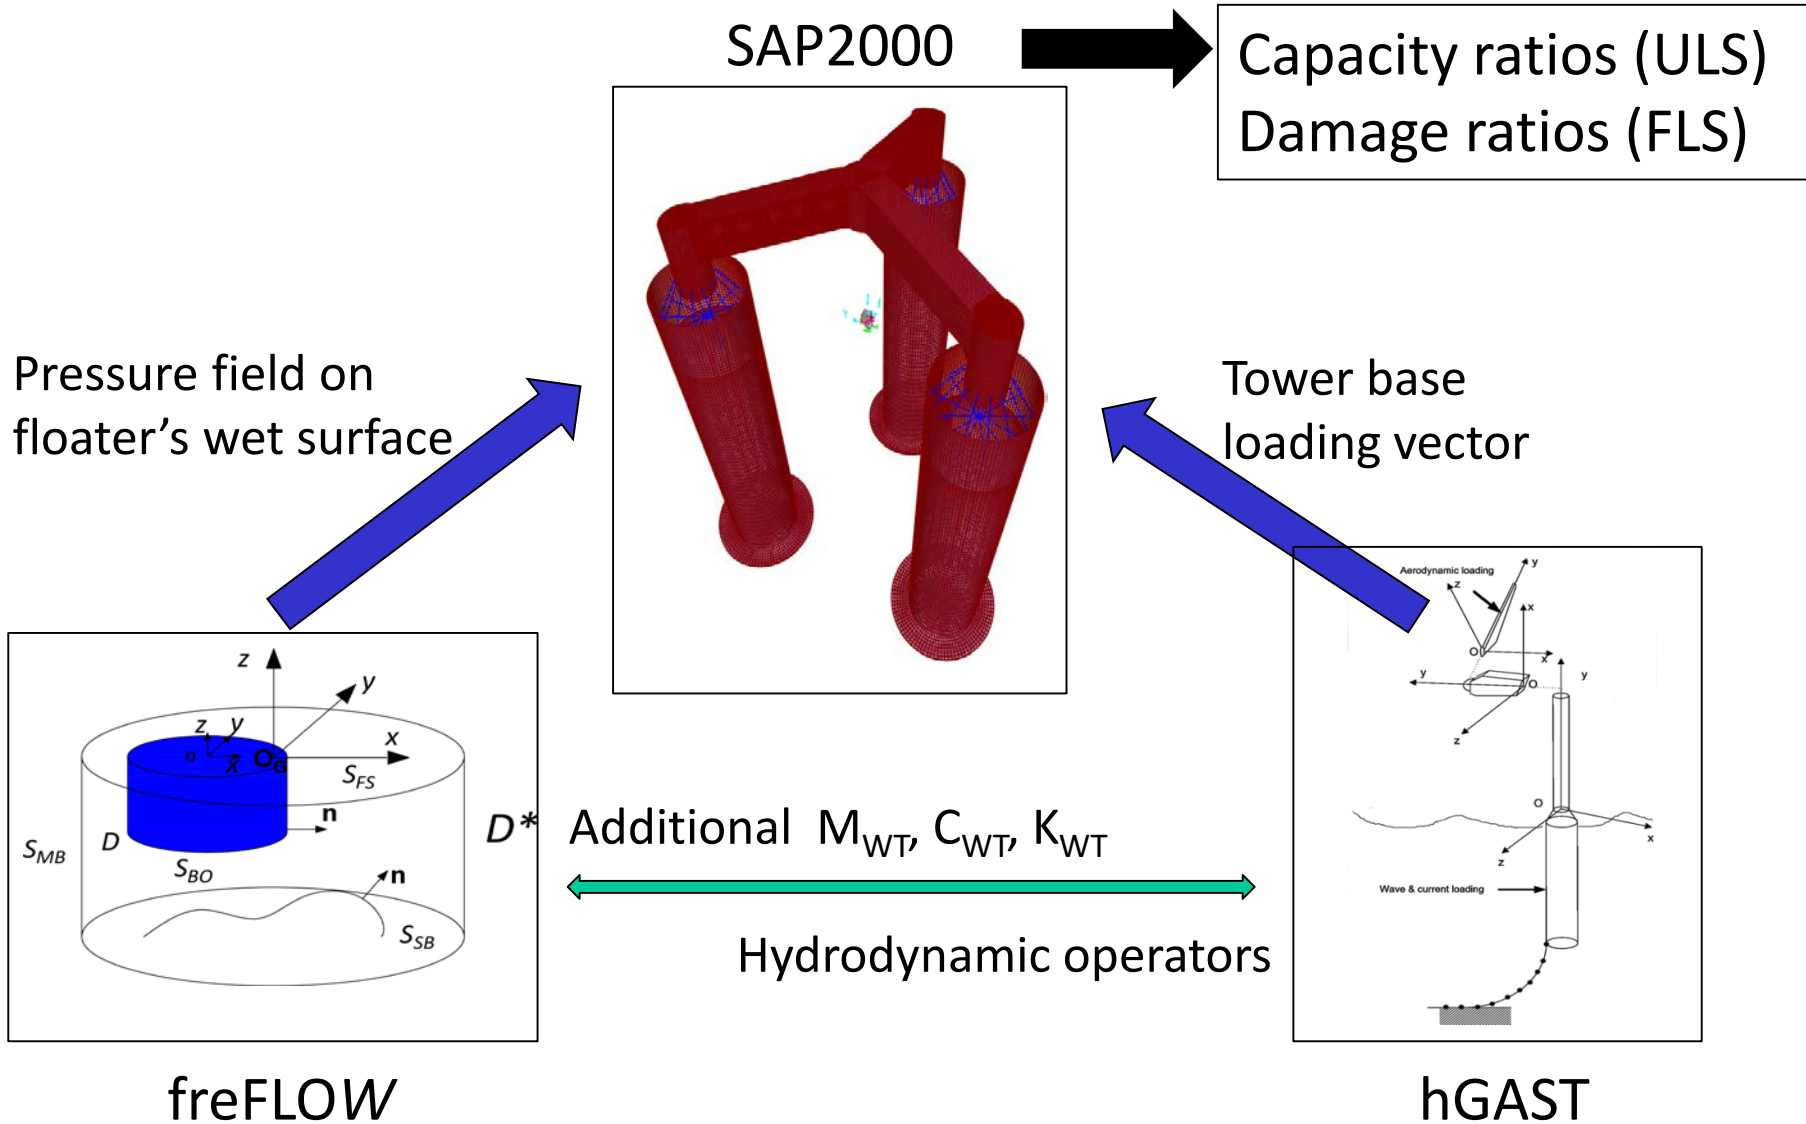 SAP2000
Capacity ratios (ULS)
Damage ratios (FLS)
Pressure field on
floater's wet surface
Tower base
loading vector
z
y
z
y
x
o
x
O_G
S_FS
n
D
D*
S_MB
S_BO
n
S_SB
Additional M_WT, C_WT, K_WT
Hydrodynamic operators
Aerodynamic loading
y
z
x
O
x
y
y
O
z
O
x
z
Wave & current loading
freFLOW
hGAST